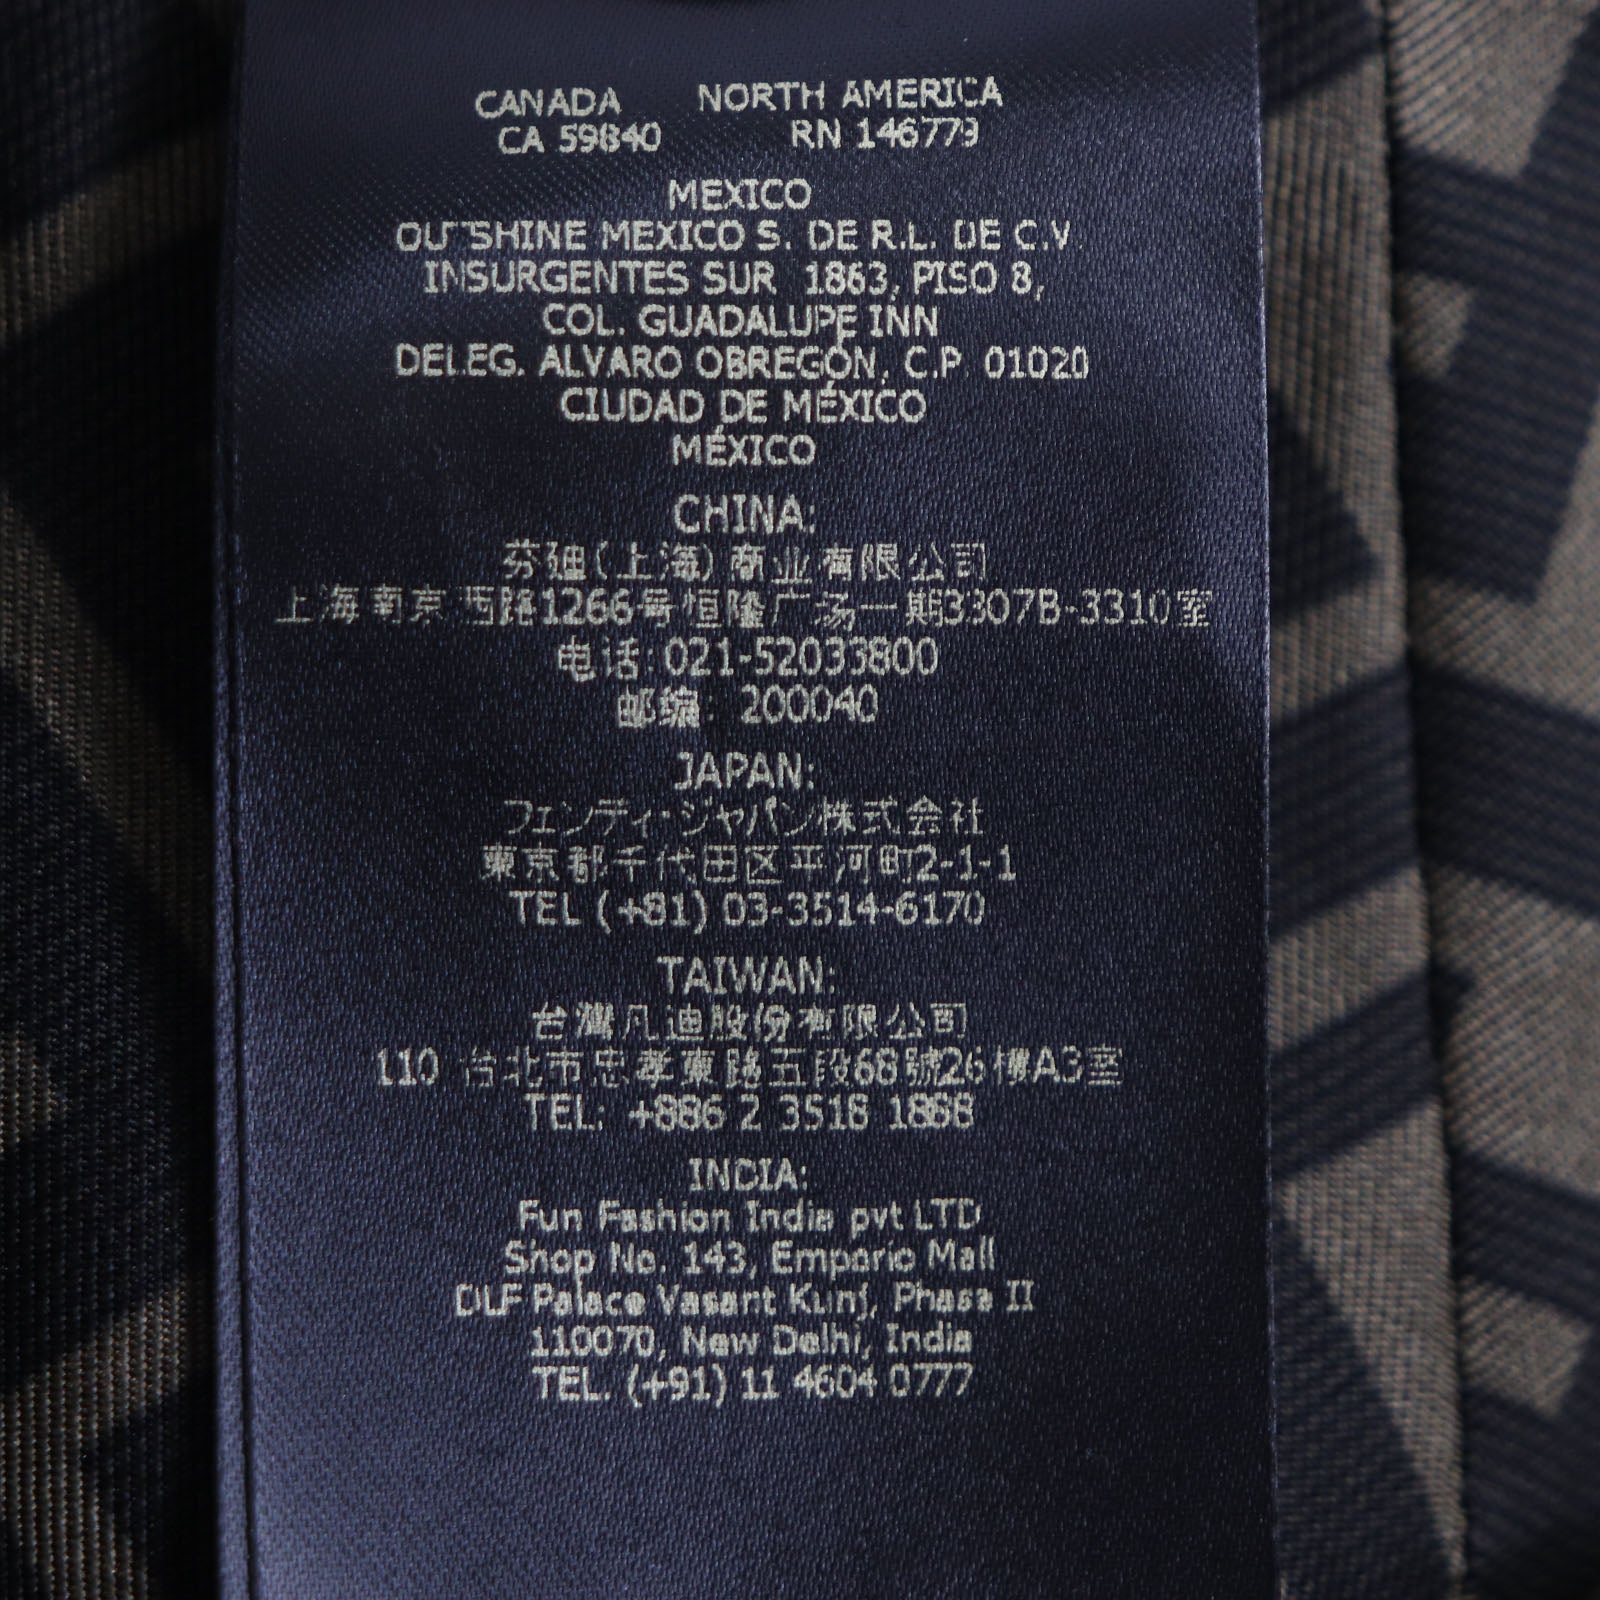 CANADA NORTH AMERICA
CA 59840 RN 146779
MEXICO
OUTSHINE MEXICO S. DE R.L. DE C.V.
INSURGENTES SUR 1863, PISO 8,
COL. GUADALUPE INN
DELEG. ALVARO OBREGÓN, C.P. 01020
CIUDAD DE MÉXICO
MÉXICO
CHINA:
芬迪(上海)商业有限公司
上海南京西路1266号恒隆广场一期3307B-3310室
电话:021-52033800
邮编: 200040
JAPAN:
フェンディ・ジャパン株式会社
東京都千代田区平河町2-1-1
TEL (+81) 03-3514-6170
TAIWAN:
台灣凡迪股份有限公司
L10 台北市忠孝東路五段68號26樓A3室
TEL: +886 2 3518 1868
INDIA:
Fun Fashion India pvt LTD
Shop No. 143, Emporio Mall
DLF Palace Vasant Kunj, Phase II
110070, New Delhi, India
TEL. (+91) 11 4604 0777